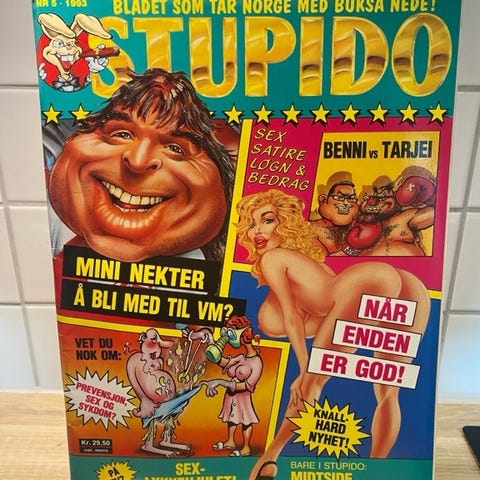 NR 5 · 1993
BLADET SOM TAR NORGE MED BUKSA NEDE!
STUPIDO
SEX
SATIRE
LØGN &
BEDRAG
BENNI vs TARJEI
MINI NEKTER
Å BLI MED TIL VM?
NÅR
ENDEN
ER GOD!
VET DU
NOK OM:
PREVENSJON,
SEX OG
SYKDOM?
KNALL-
HARD
NYHET!
Kr. 29,50
inkl. moms
SEX-
BARE I STUPIDO:
MIDTSIDE